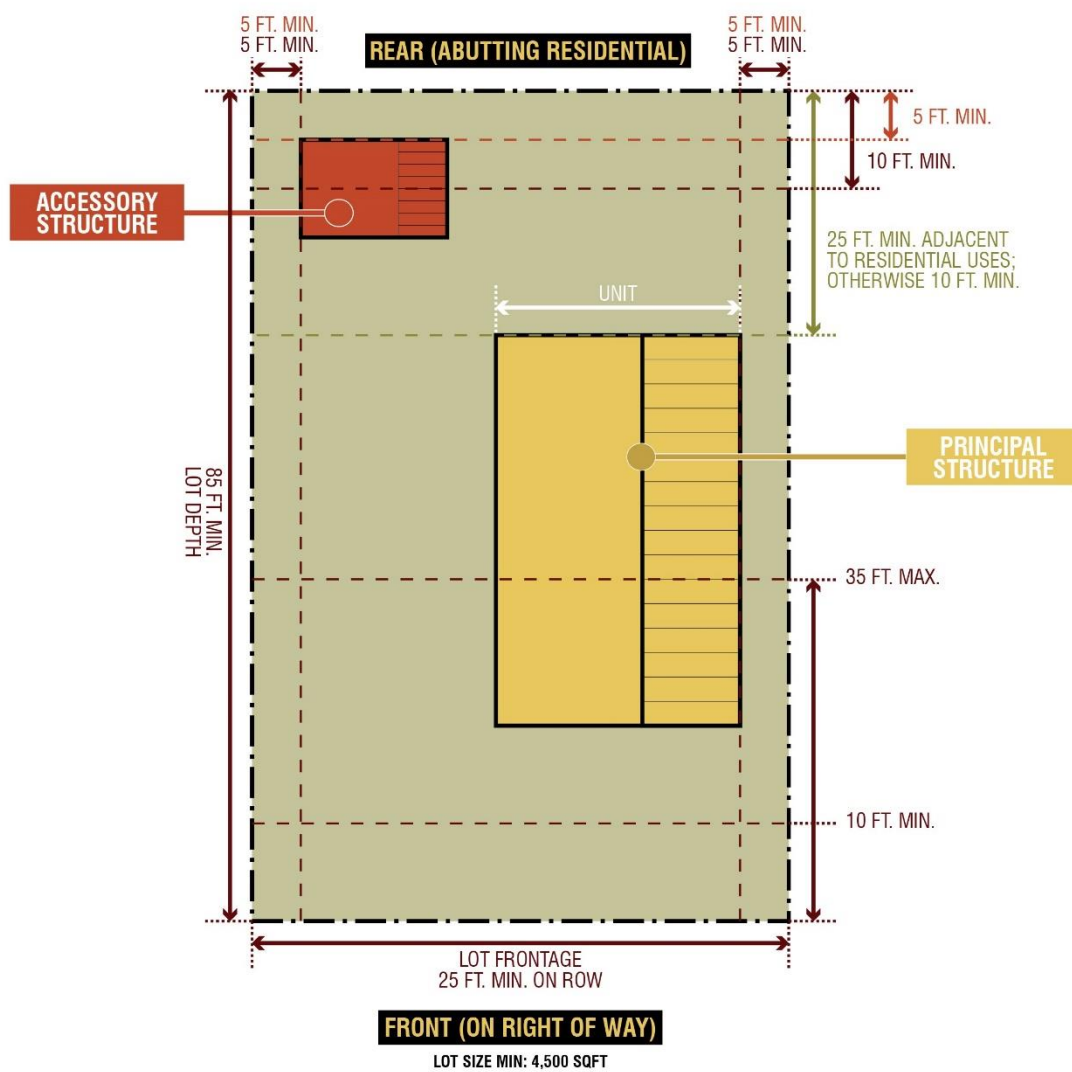 5 FT. MIN.
5 FT. MIN.
REAR (ABUTTING RESIDENTIAL)
5 FT. MIN.
5 FT. MIN.
5 FT. MIN.
10 FT. MIN.
ACCESSORY
STRUCTURE
25 FT. MIN. ADJACENT
TO RESIDENTIAL USES;
OTHERWISE 10 FT. MIN.
UNIT
PRINCIPAL
STRUCTURE
85 FT. MIN.
LOT DEPTH
35 FT. MAX.
10 FT. MIN.
LOT FRONTAGE
25 FT. MIN. ON ROW
FRONT (ON RIGHT OF WAY)
LOT SIZE MIN: 4,500 SQFT